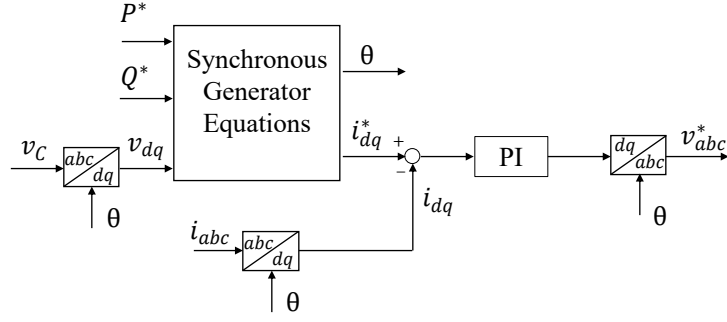 P*
Q*
Synchronous
Generator
Equations
θ
v_C
abc
dq
v_dq
θ
i*_dq
+
−
PI
dq
abc
v*_abc
θ
i_dq
i_abc
abc
dq
θ